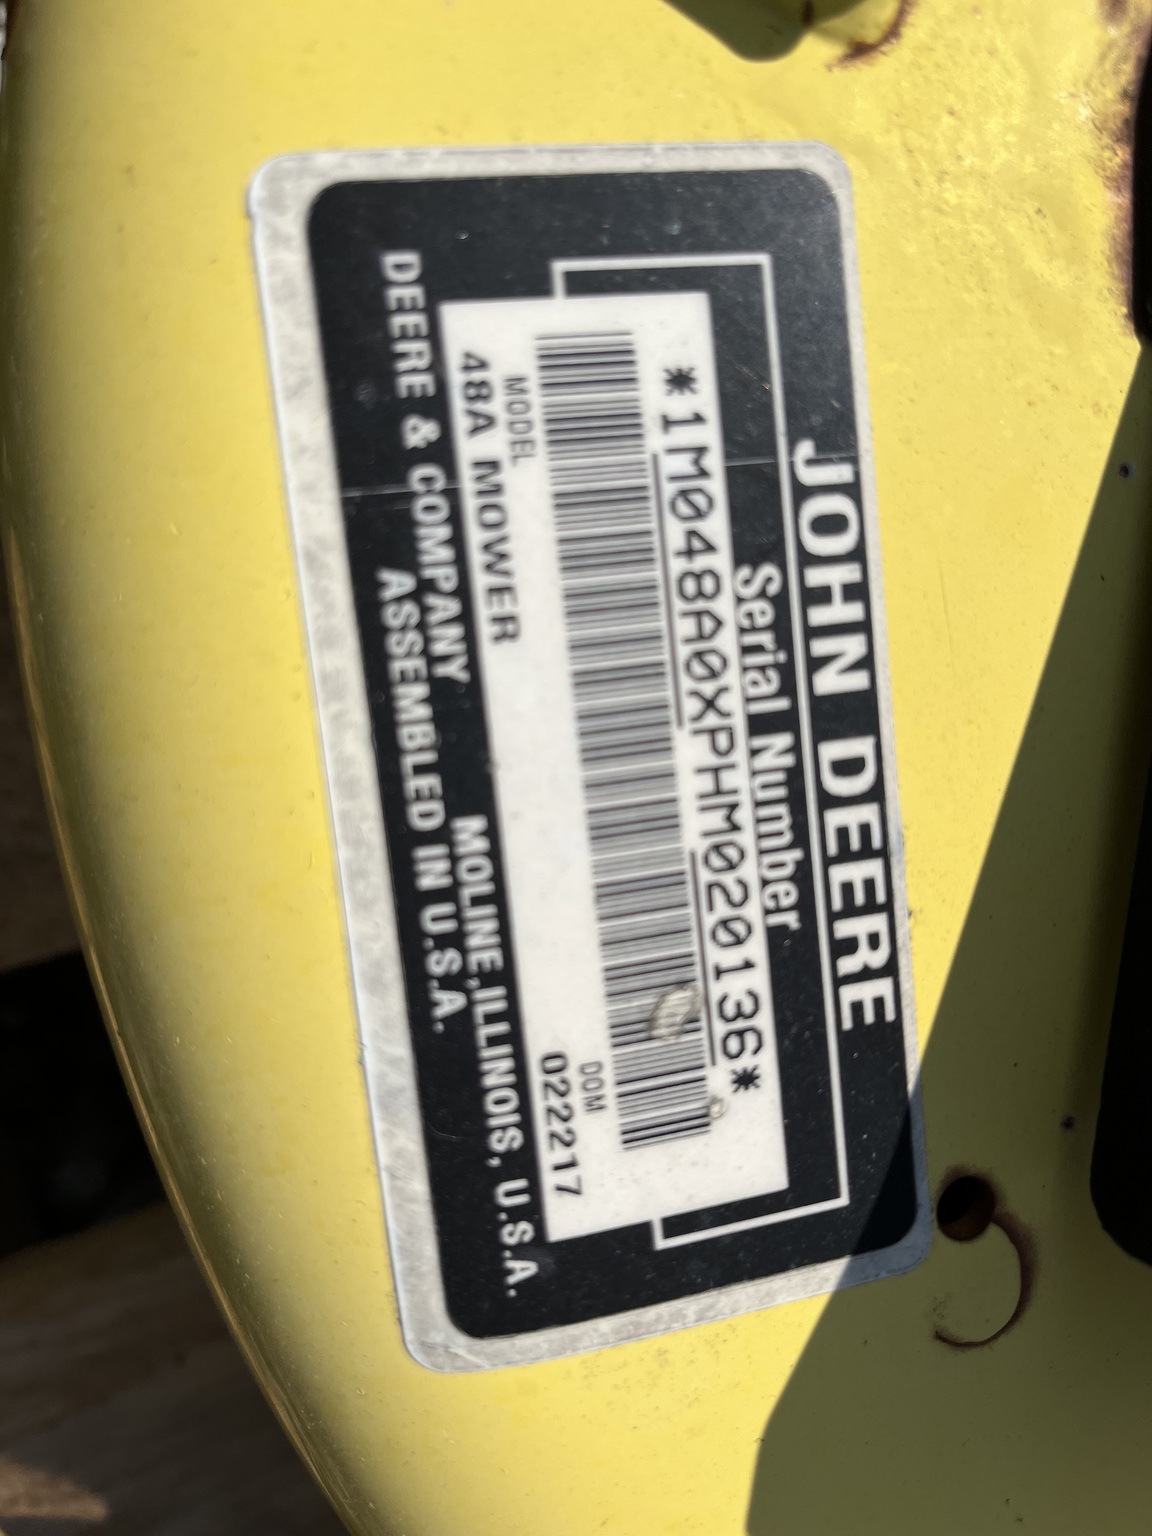 JOHN DEERE
Serial Number
*1M048A0XPHM020136*
MODEL
48A MOWER
DOM
022217
DEERE & COMPANY MOLINE, ILLINOIS, U.S.A.
ASSEMBLED IN U.S.A.